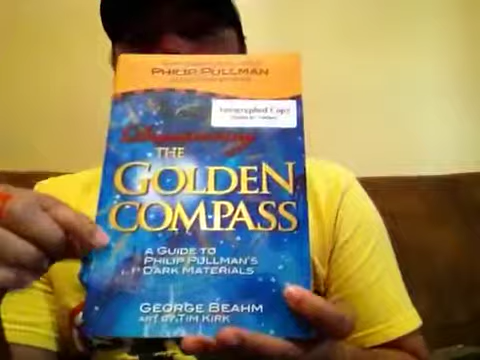 PHILIP PULLMAN
Autographed Copy
Discovering
THE
GOLDEN
COMPASS
A GUIDE TO
PHILIP PULLMAN'S
DARK MATERIALS
GEORGE BEAHM
ART BY TIM KIRK